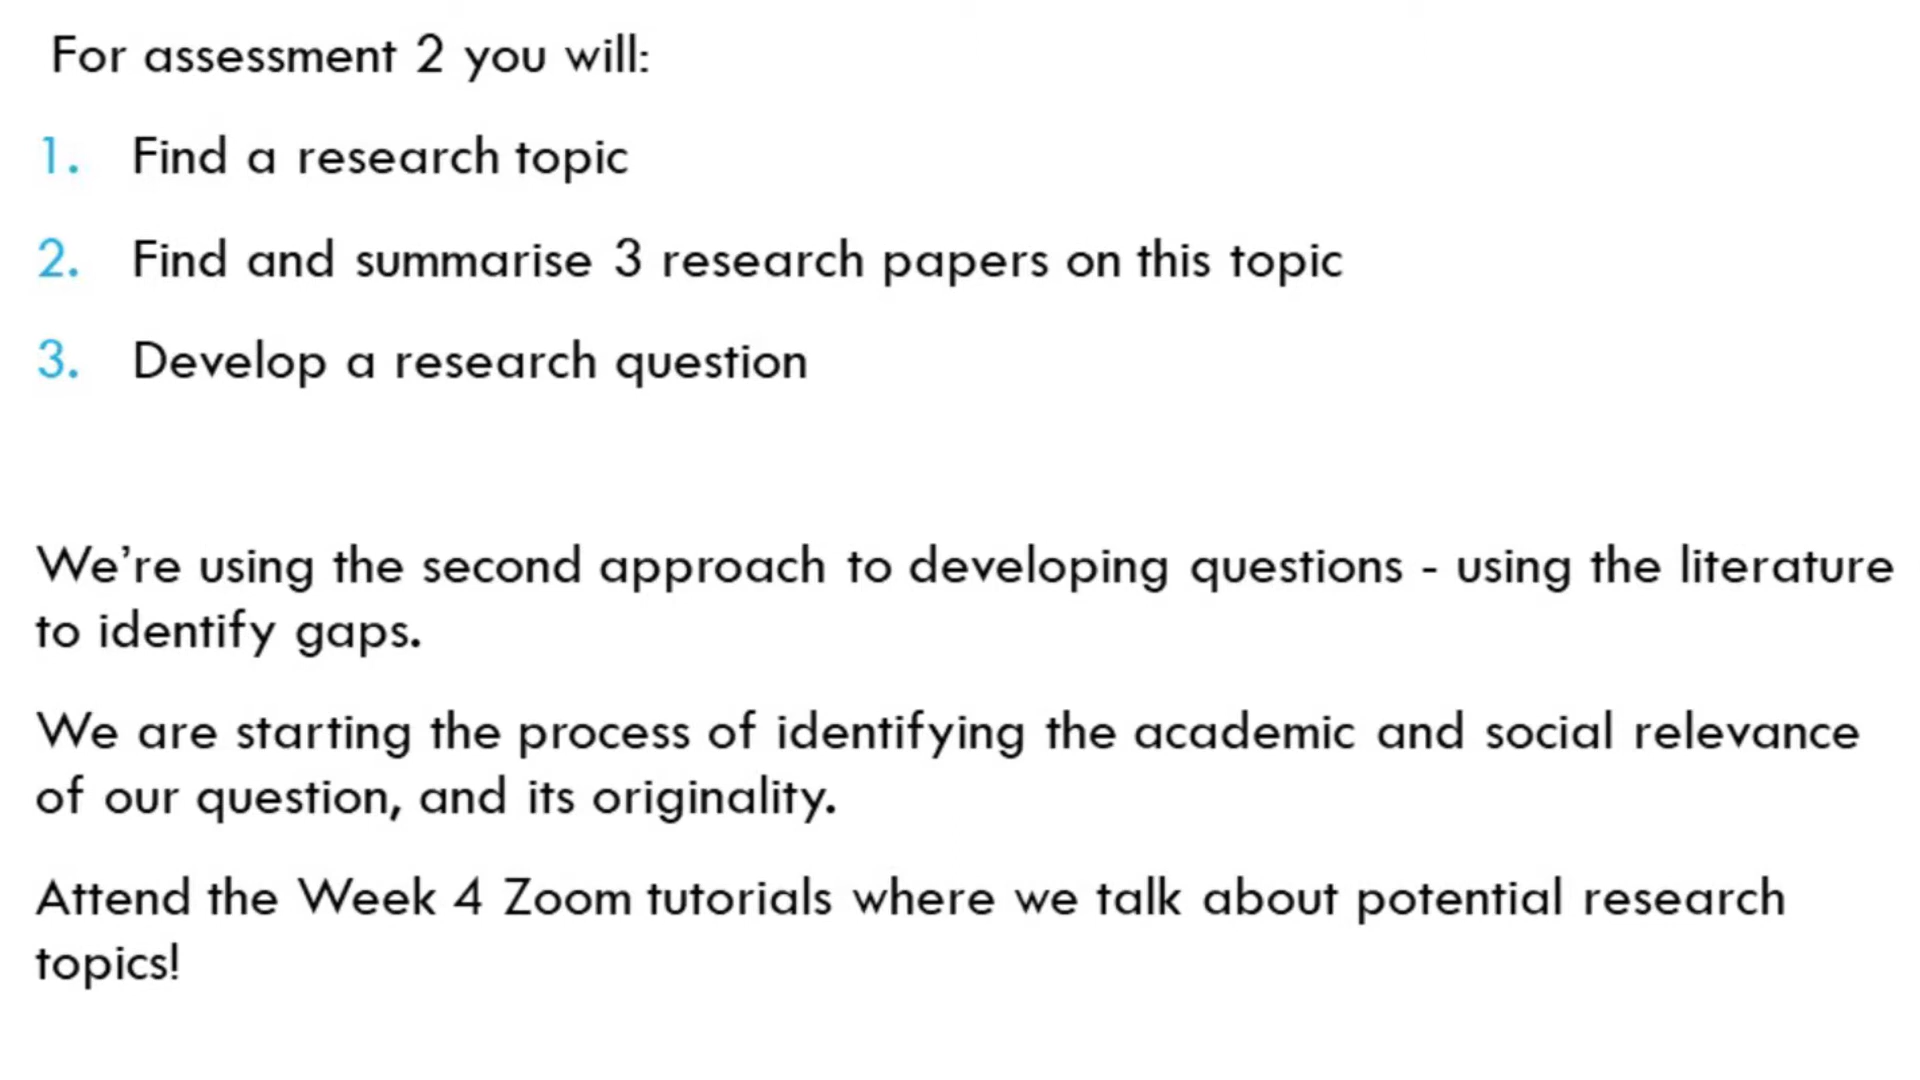 For assessment 2 you will:
1. Find a research topic
2. Find and summarise 3 research papers on this topic
3. Develop a research question
We're using the second approach to developing questions - using the literature
to identify gaps.
We are starting the process of identifying the academic and social relevance
of our question, and its originality.
Attend the Week 4 Zoom tutorials where we talk about potential research
topics!